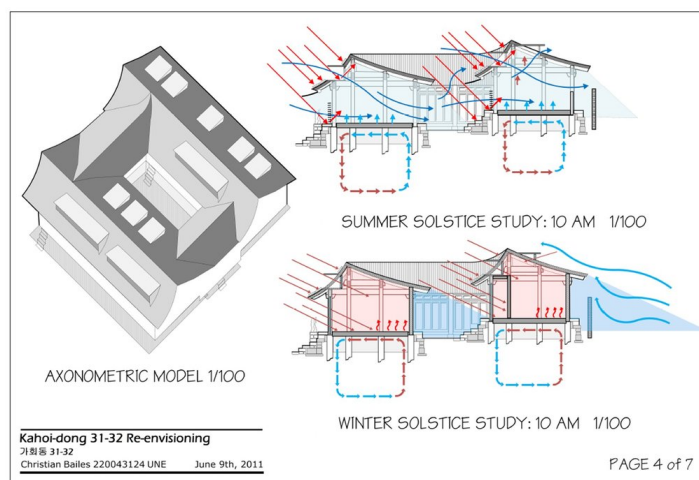 SUMMER SOLSTICE STUDY: 10 AM 1/100
AXONOMETRIC MODEL 1/100
WINTER SOLSTICE STUDY: 10 AM 1/100
Kahoi-dong 31-32 Re-envisioning
가회동 31-32
Christian Bailes 220043124 UNE June 9th, 2011
PAGE 4 of 7